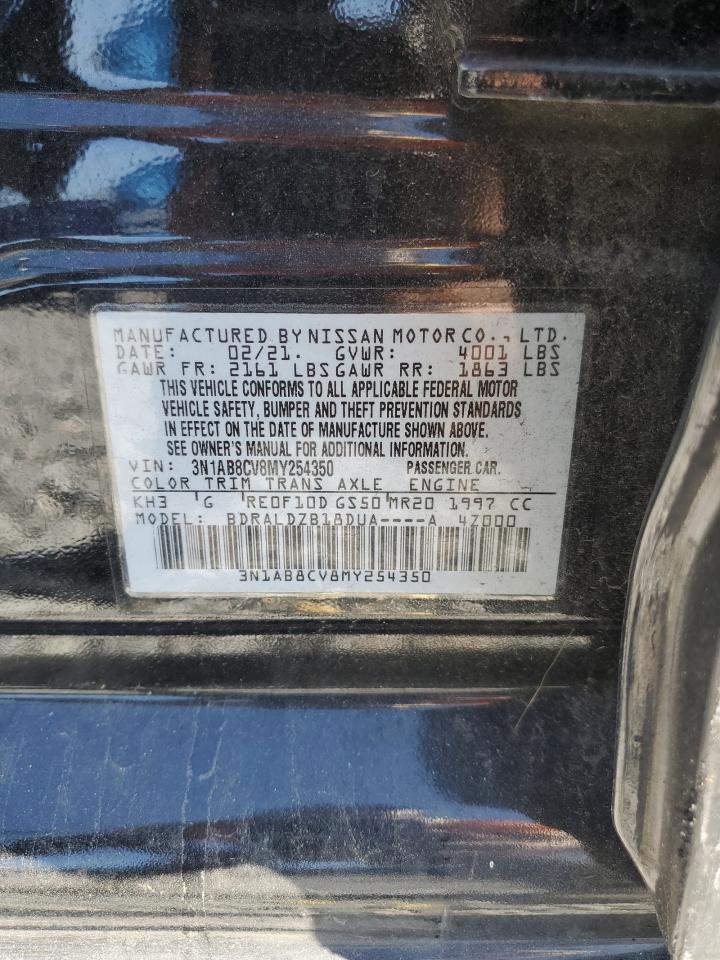 MANUFACTURED BY NISSAN MOTOR CO., LTD.
DATE: 02/21. GVWR: 4001 LBS
GAWR FR: 2161 LBS GAWR RR: 1863 LBS
THIS VEHICLE CONFORMS TO ALL APPLICABLE FEDERAL MOTOR
VEHICLE SAFETY, BUMPER AND THEFT PREVENTION STANDARDS
IN EFFECT ON THE DATE OF MANUFACTURE SHOWN ABOVE.
SEE OWNER'S MANUAL FOR ADDITIONAL INFORMATION.
VIN: 3N1AB8CV8MY254350 PASSENGER CAR.
COLOR TRIM TRANS AXLE ENGINE
KH3 'G RE0F10D GS50 MR20 1997 CC
MODEL: BDRALDZB18DUA----A 4Z000
3N1AB8CV8MY254350